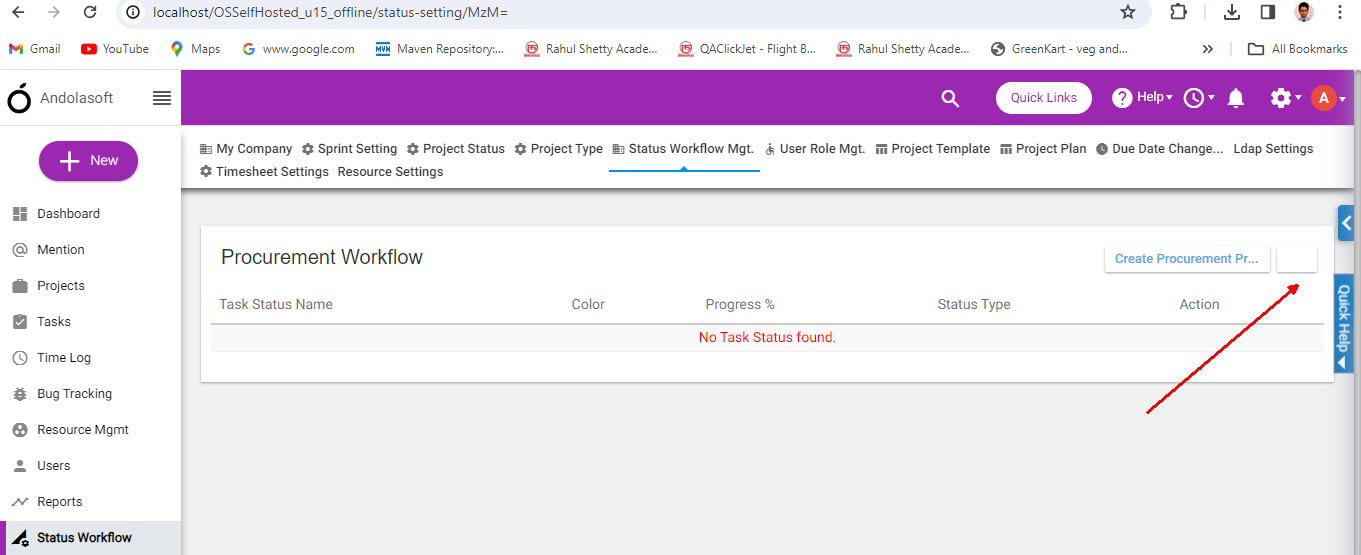 localhost/OSSelfHosted_u15_offline/status-setting/MzM=
Gmail YouTube Maps www.google.com Maven Repository:... Rahul Shetty Acade... QAClickJet - Flight B... Rahul Shetty Acade... GreenKart - veg and... » All Bookmarks
Andolasoft Quick Links Help A
New
My Company Sprint Setting Project Status Project Type Status Workflow Mgt. User Role Mgt. Project Template Project Plan Due Date Change... Ldap Settings
Timesheet Settings Resource Settings
Dashboard
Mention
Projects
Tasks
Time Log
Bug Tracking
Resource Mgmt
Users
Reports
Status Workflow
Procurement Workflow Create Procurement Pr...
Task Status Name Color Progress % Status Type Action
No Task Status found.
Quick Help